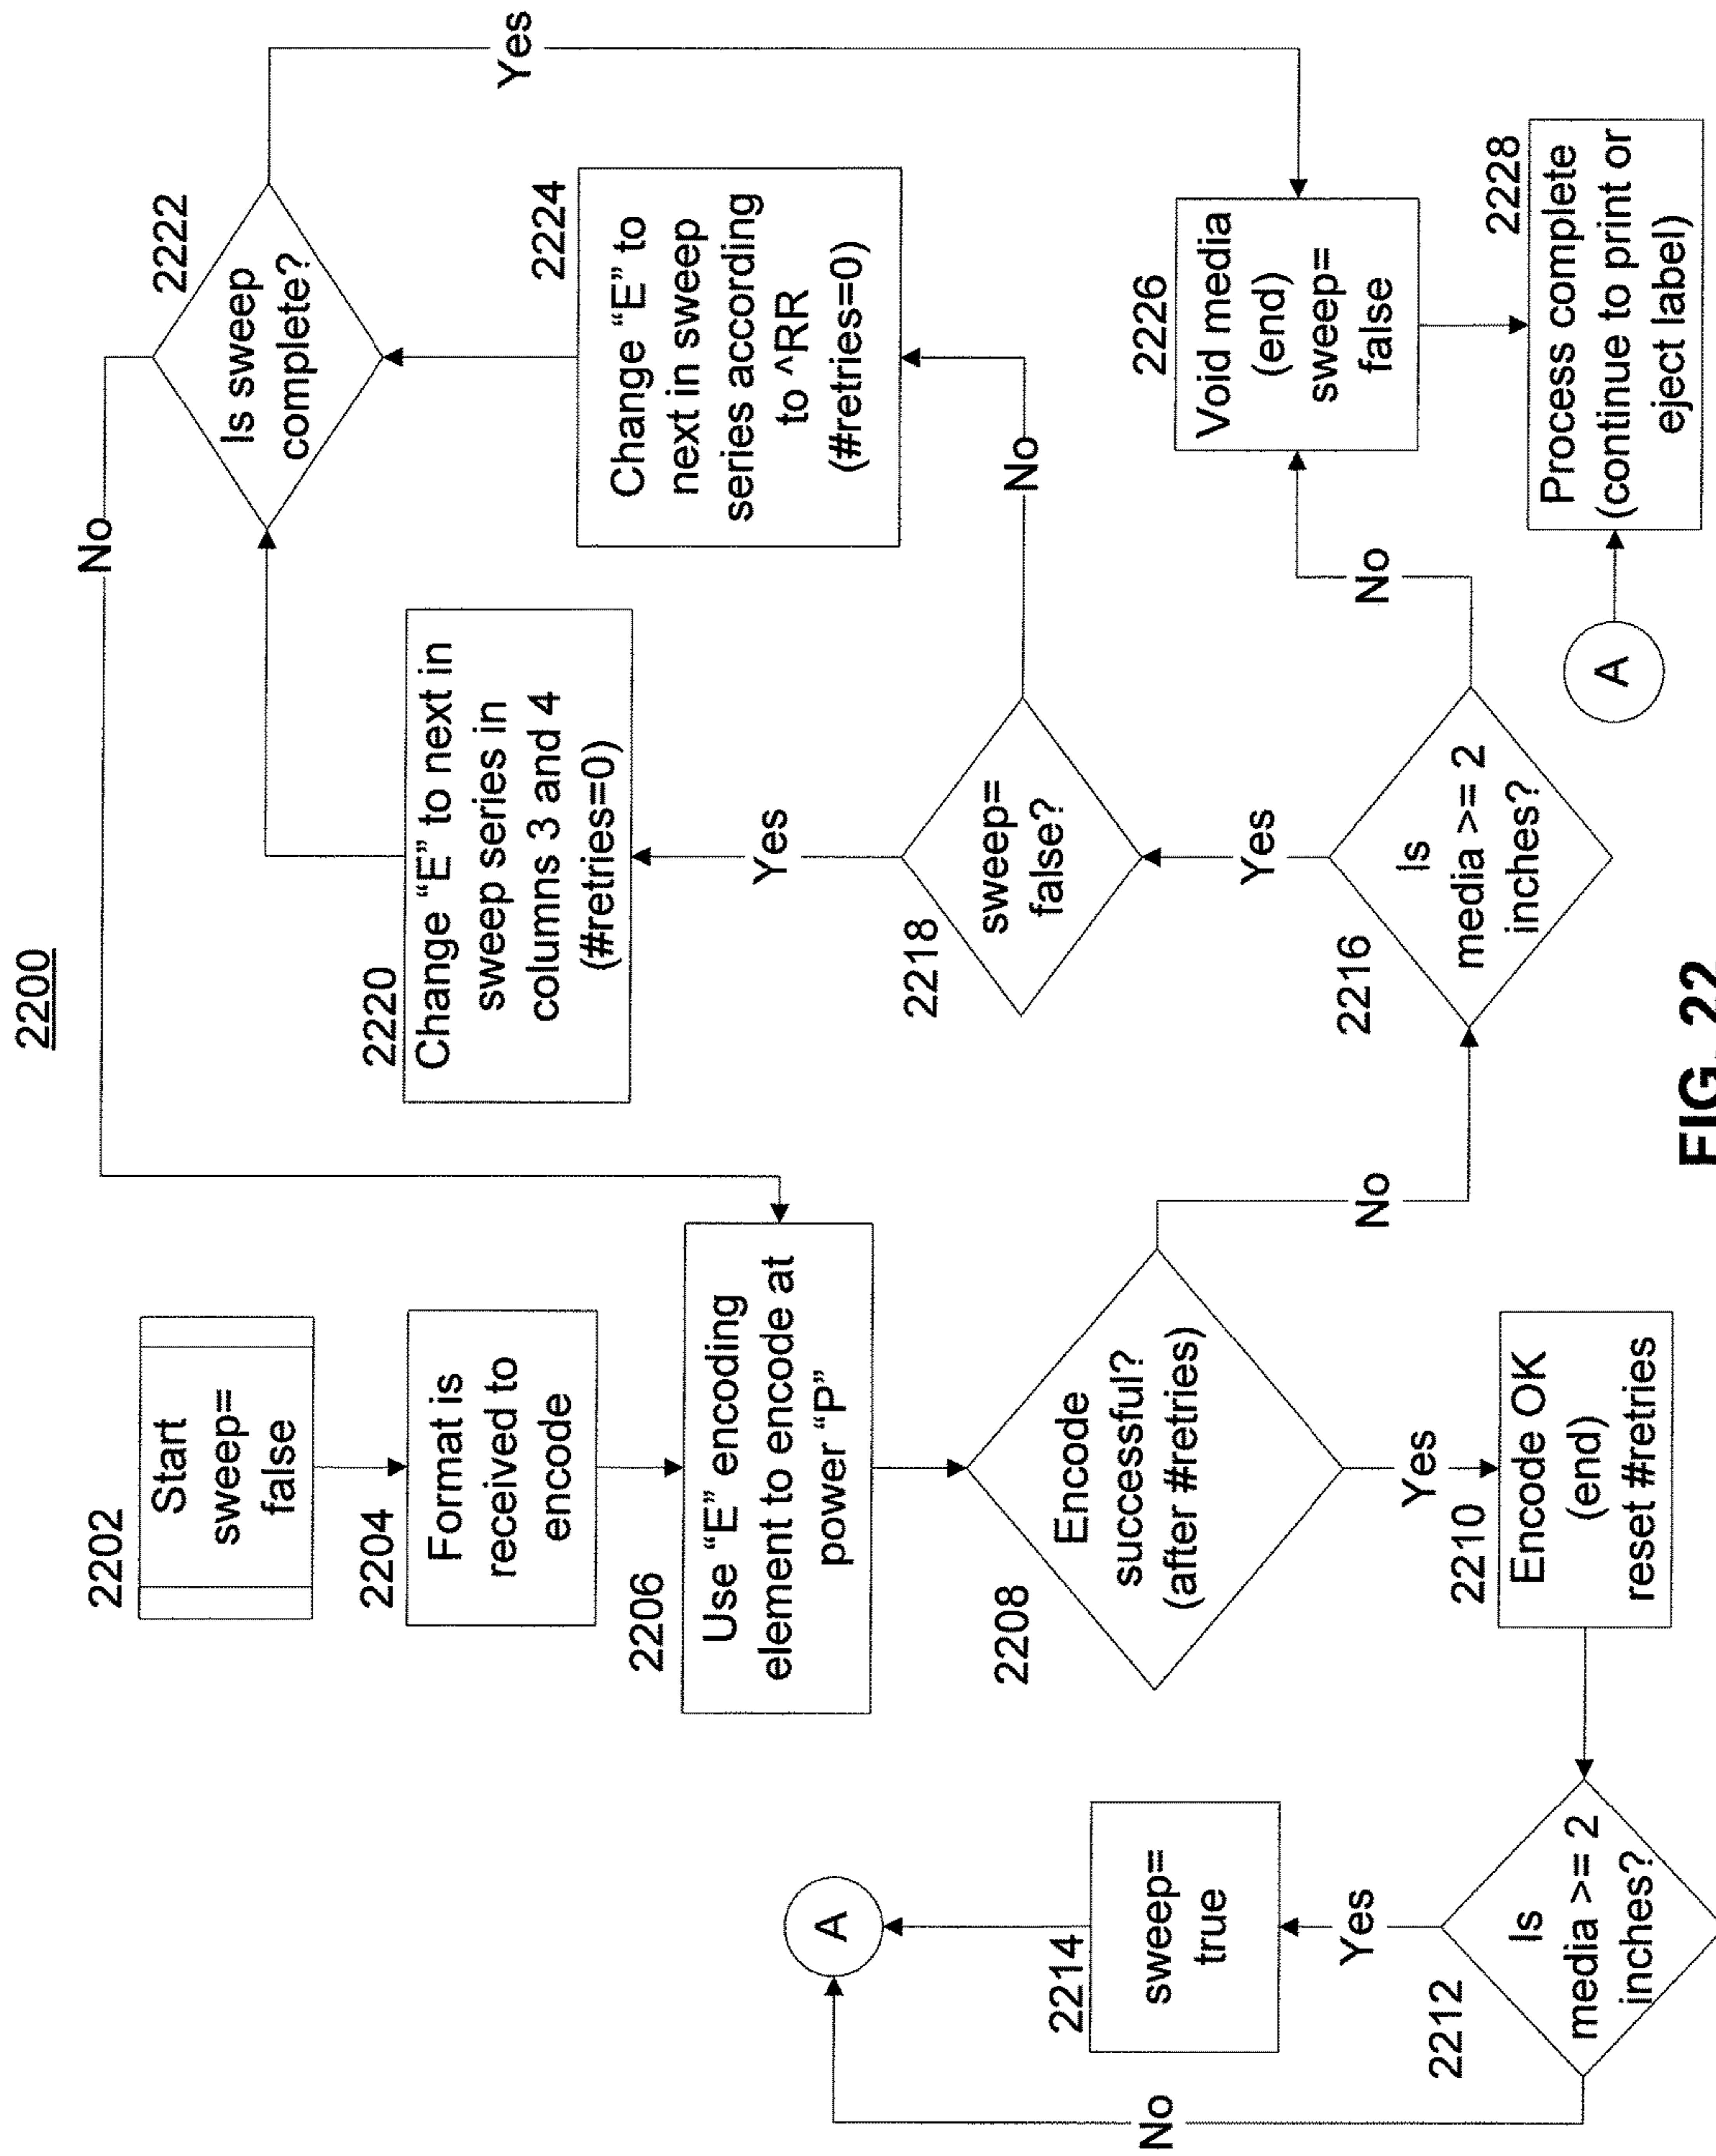 2200
2202
Start
sweep=
false
2204
Format is
received to
encode
2206
Use “E” encoding
element to encode at
power “P”
2208
Encode
successful?
(after #retries)
No
Yes
2210
Encode OK
(end)
reset #retries
2212
Is
media >= 2
inches?
No
Yes
2214
sweep=
true
A
2216
Is
media >= 2
inches?
No
Yes
2218
sweep=
false?
Yes
No
2220
Change “E” to next in
sweep series in
columns 3 and 4
(#retries=0)
2222
Is sweep
complete?
No
Yes
2224
Change “E” to
next in sweep
series according
to ^RR
(#retries=0)
2226
Void media
(end)
sweep=
false
2228
Process complete
(continue to print or
eject label)
A
FIG. 22